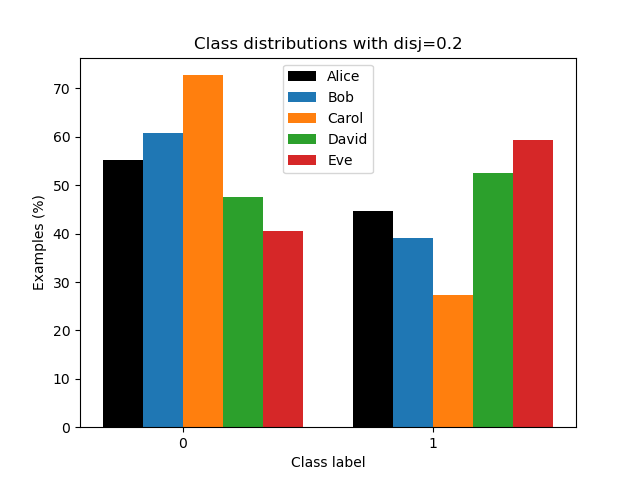 Class distributions with disj=0.2
Alice
Bob
Carol
David
Eve
Examples (%)
70
60
50
40
30
20
10
0
0
1
Class label